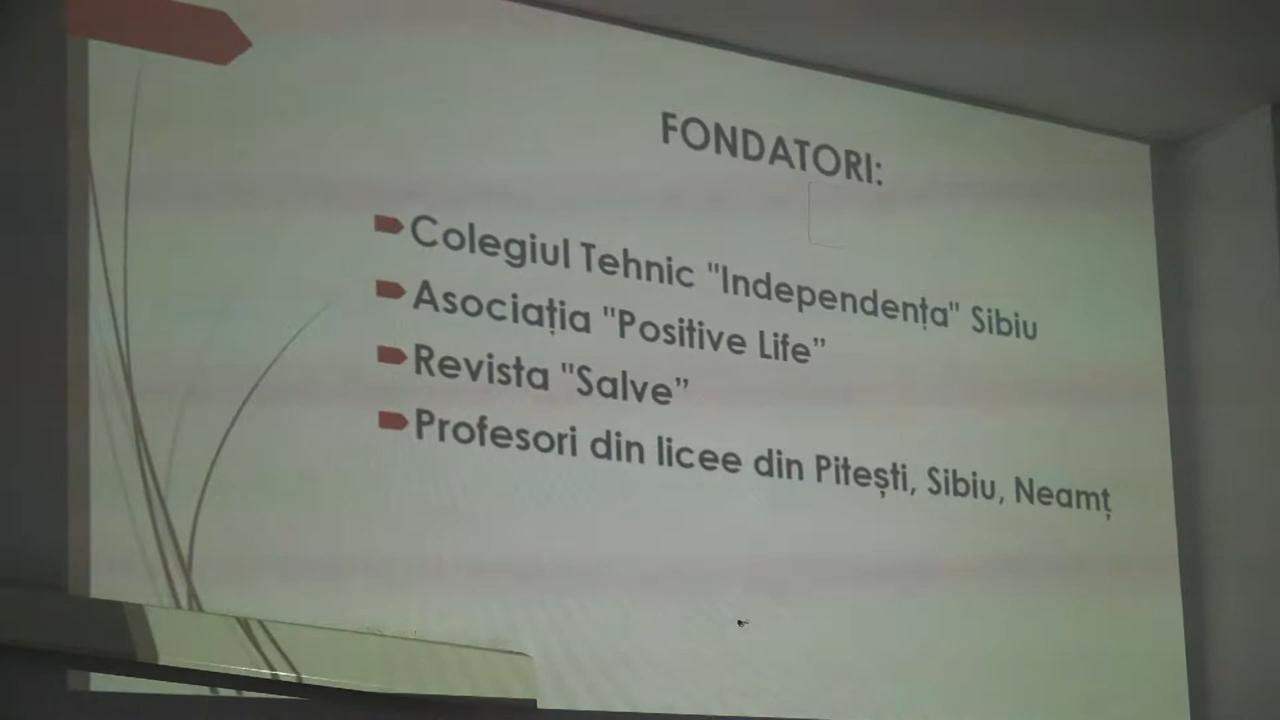 FONDATORI:
Colegiul Tehnic "Independența" Sibiu
Asociația "Positive Life”
Revista "Salve”
Profesori din licee din Pitești, Sibiu, Neamț